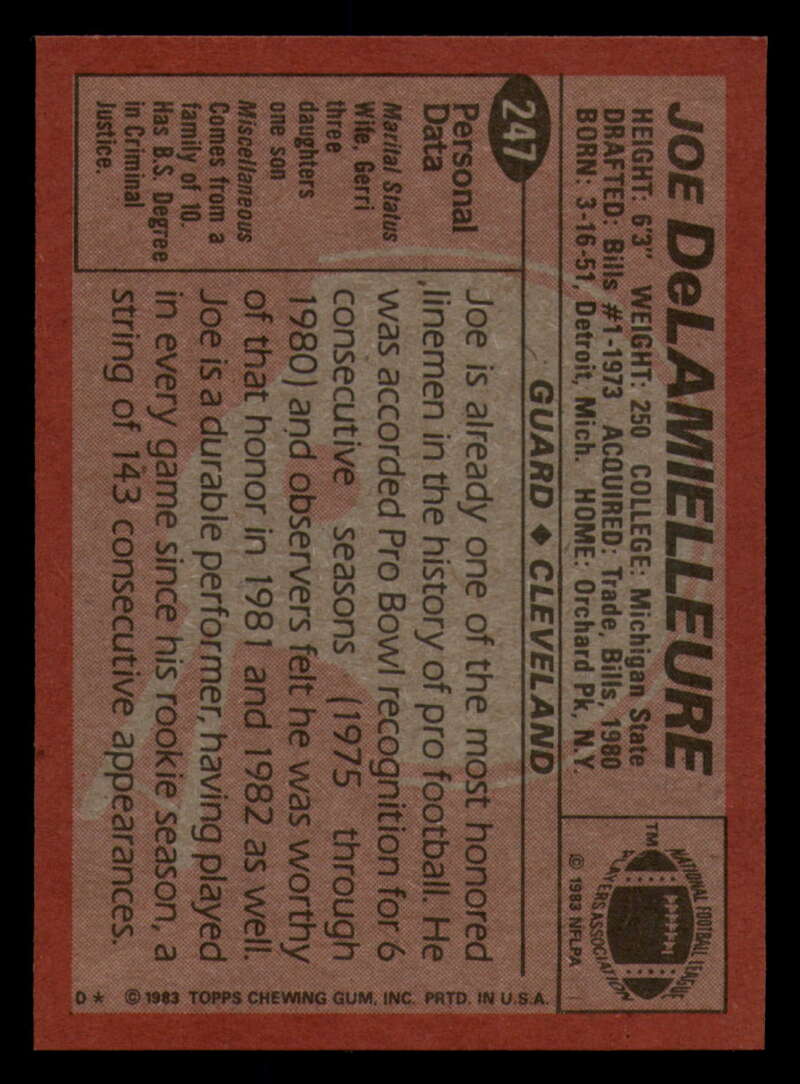 JOE DeLAMIELLEURE
HEIGHT: 6'3" WEIGHT: 250 COLLEGE: Michigan State
DRAFTED: Bills #1-1973 ACQUIRED: Trade, Bills, 1980
BORN: 3-16-51, Detroit, Mich. HOME: Orchard Pk, N.Y.
NATIONAL FOOTBALL LEAGUE
PLAYERS ASSOCIATION
TM
© 1983 NFLPA
247
GUARD ♦ CLEVELAND
Personal
Data
Marital Status
Wife, Gerri
three
daughters
one son
Miscellaneous
Comes from a
family of 10.
Has B.S. Degree
in Criminal
Justice.
Joe is already one of the most honored
linemen in the history of pro football. He
was accorded Pro Bowl recognition for 6
consecutive seasons (1975 through
1980) and observers felt he was worthy
of that honor in 1981 and 1982 as well.
Joe is a durable performer, having played
in every game since his rookie season, a
string of 143 consecutive appearances.
D* © 1983 TOPPS CHEWING GUM, INC. PRTD. IN U.S.A.